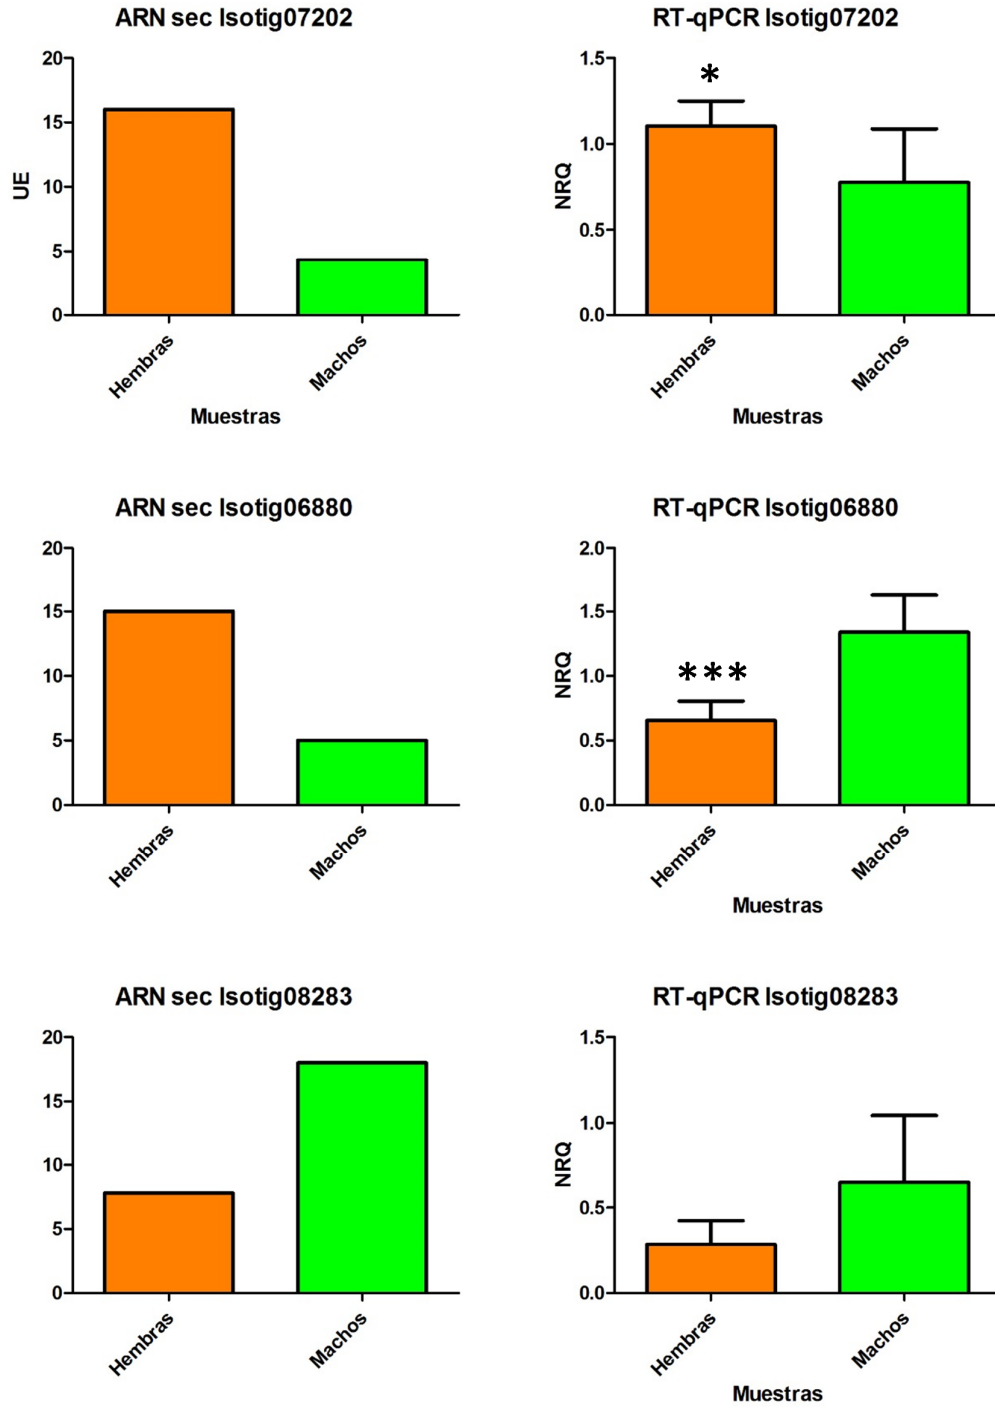 ARN sec Isotig07202
20
15
10
5
0
UE
Hembras
Machos
Muestras
RT-qPCR Isotig07202
1.5
1.0
0.5
0.0
NRQ
*
Hembras
Machos
Muestras
ARN sec Isotig06880
20
15
10
5
0
Hembras
Machos
RT-qPCR Isotig06880
2.0
1.5
1.0
0.5
0.0
NRQ
***
Hembras
Machos
Muestras
ARN sec Isotig08283
20
15
10
5
0
Hembras
Machos
RT-qPCR Isotig08283
1.5
1.0
0.5
0.0
NRQ
Hembras
Machos
Muestras